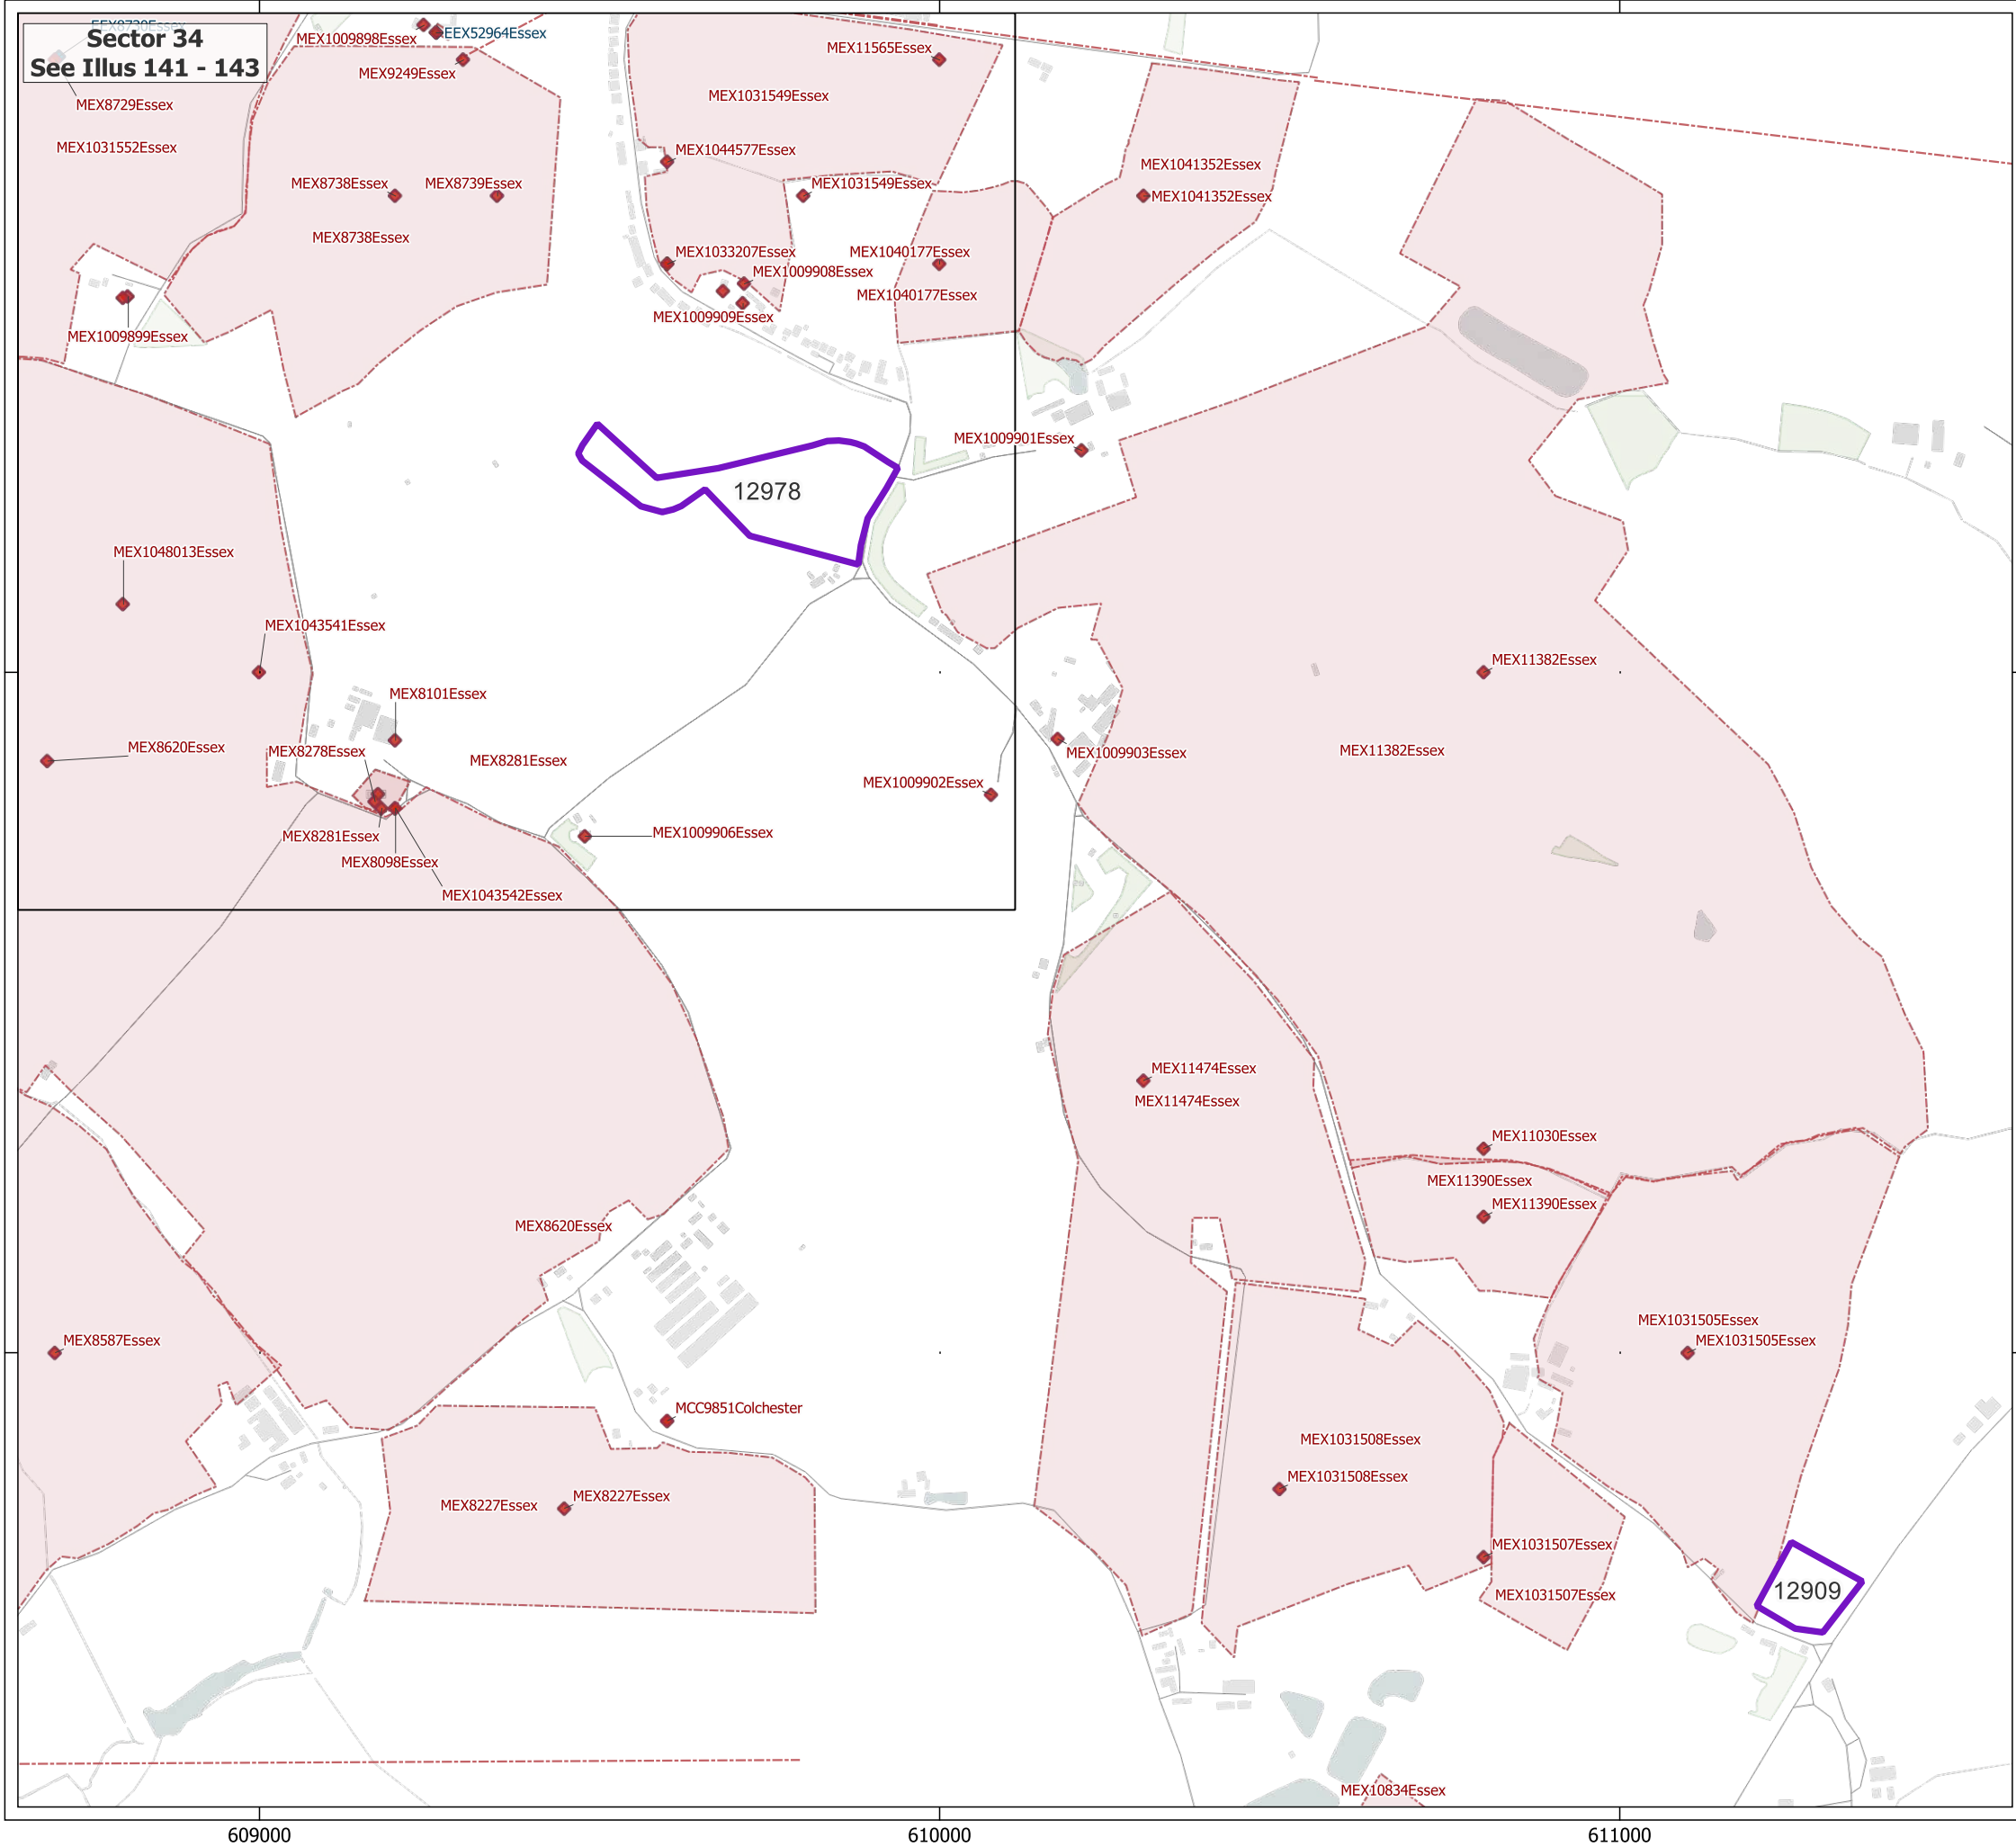 EEX8730Essex
Sector 34
See Illus 141 - 143
MEX1009898Essex
EEX52964Essex
MEX9249Essex
MEX11565Essex
MEX8729Essex
MEX1031549Essex
MEX1031552Essex
MEX1044577Essex
MEX1041352Essex
MEX8738Essex
MEX8739Essex
MEX1031549Essex
MEX1041352Essex
MEX8738Essex
MEX1033207Essex
MEX1040177Essex
MEX1009908Essex
MEX1040177Essex
MEX1009909Essex
MEX1009899Essex
MEX1009901Essex
12978
MEX1048013Essex
MEX1043541Essex
MEX11382Essex
MEX8101Essex
MEX8620Essex
MEX8278Essex
MEX8281Essex
MEX1009903Essex
MEX11382Essex
MEX1009902Essex
MEX8281Essex
MEX1009906Essex
MEX8098Essex
MEX1043542Essex
MEX11474Essex
MEX11474Essex
MEX11030Essex
MEX11390Essex
MEX11390Essex
MEX8620Essex
MEX1031505Essex
MEX1031505Essex
MEX8587Essex
MCC9851Colchester
MEX1031508Essex
MEX1031508Essex
MEX8227Essex
MEX8227Essex
MEX1031507Essex
MEX1031507Essex
12909
MEX10834Essex
609000
610000
611000